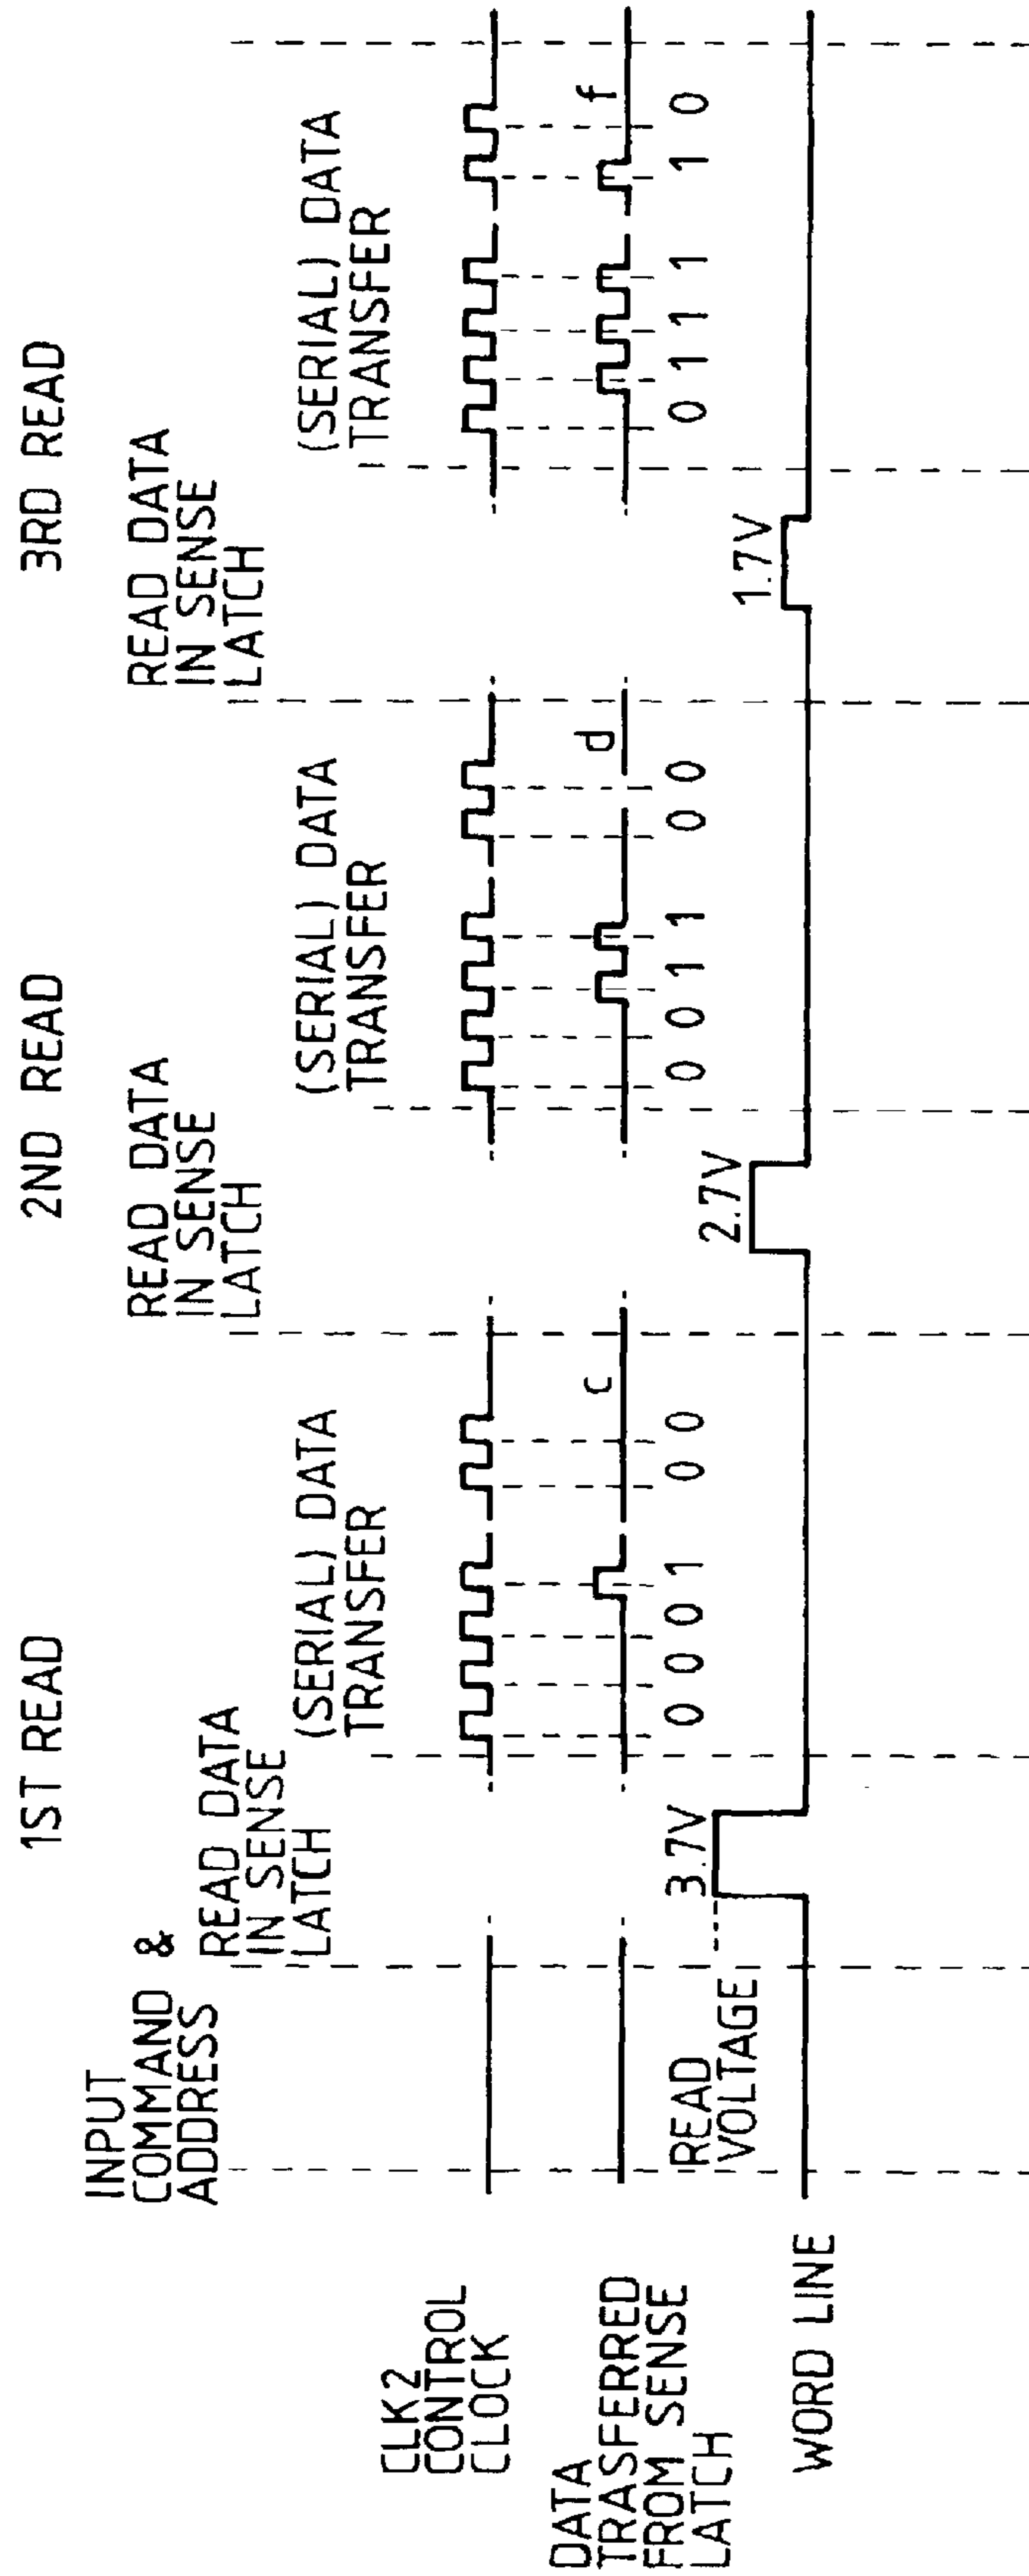 1ST READ
2ND READ
3RD READ
INPUT
COMMAND &
ADDRESS
READ DATA
IN SENSE
LATCH
(SERIAL) DATA
TRANSFER
READ DATA
IN SENSE
LATCH
(SERIAL) DATA
TRANSFER
READ DATA
IN SENSE
LATCH
(SERIAL) DATA
TRANSFER
CLK2
CONTROL
CLOCK
DATA
TRASFERRED
FROM SENSE
LATCH
c
d
f
0 0 0 1 0 0
0 0 1 1 0 0
0 1 1 1 1 0
READ
VOLTAGE
3.7V
2.7V
1.7V
WORD LINE